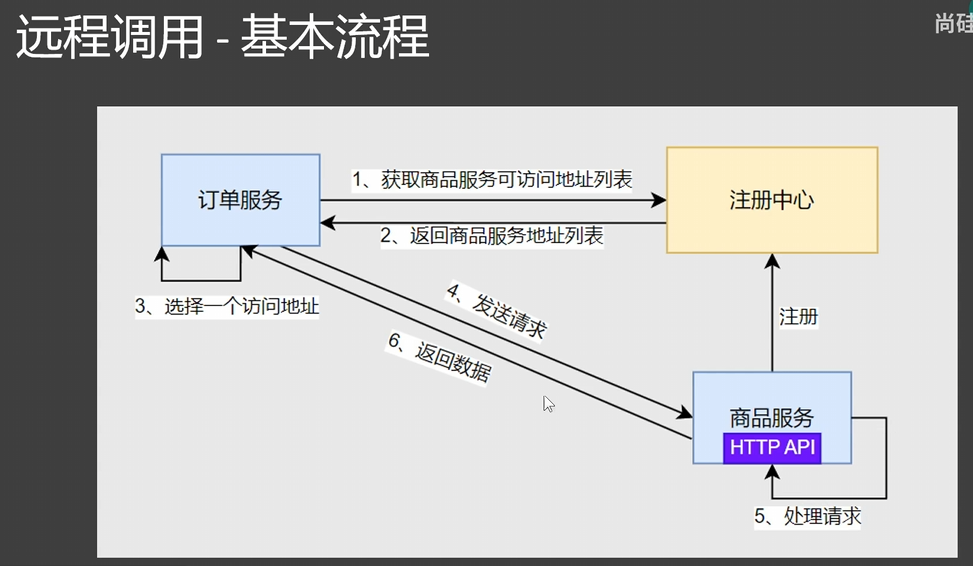 远程调用 - 基本流程
尚硅
订单服务
1、获取商品服务可访问地址列表
注册中心
2、返回商品服务地址列表
3、选择一个访问地址
4、发送请求
注册
6、返回数据
商品服务
HTTP API
5、处理请求